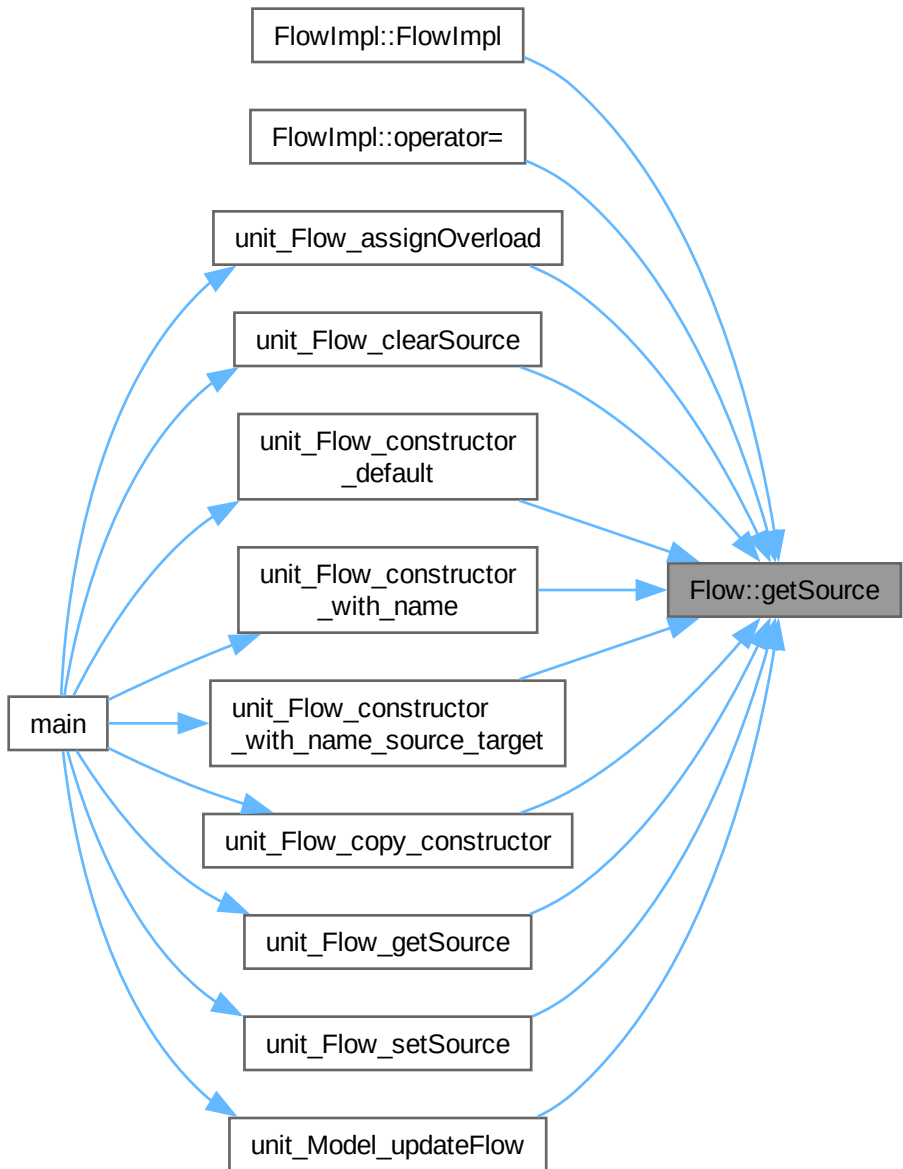 FlowImpl::FlowImpl
FlowImpl::operator=
unit_Flow_assignOverload
unit_Flow_clearSource
unit_Flow_constructor
_default
unit_Flow_constructor
_with_name
Flow::getSource
main
unit_Flow_constructor
_with_name_source_target
unit_Flow_copy_constructor
unit_Flow_getSource
unit_Flow_setSource
unit_Model_updateFlow